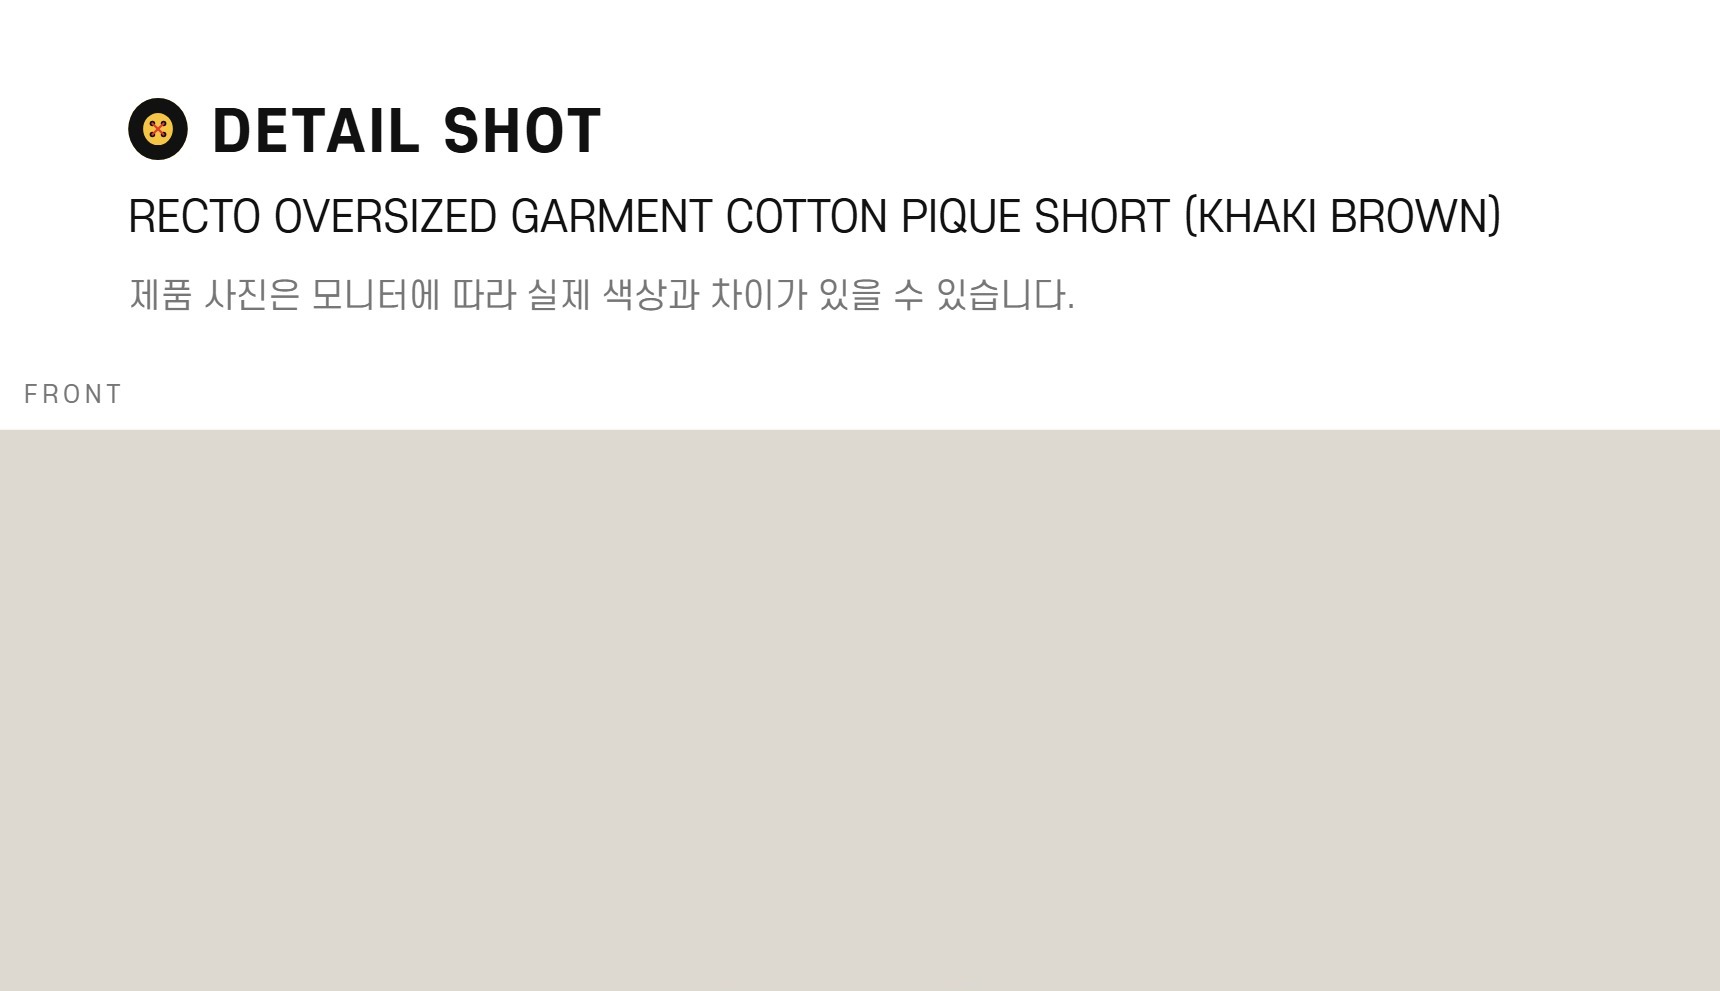 DETAIL SHOT
RECTO OVERSIZED GARMENT COTTON PIQUE SHORT (KHAKI BROWN)
제품 사진은 모니터에 따라 실제 색상과 차이가 있을 수 있습니다.
FRONT